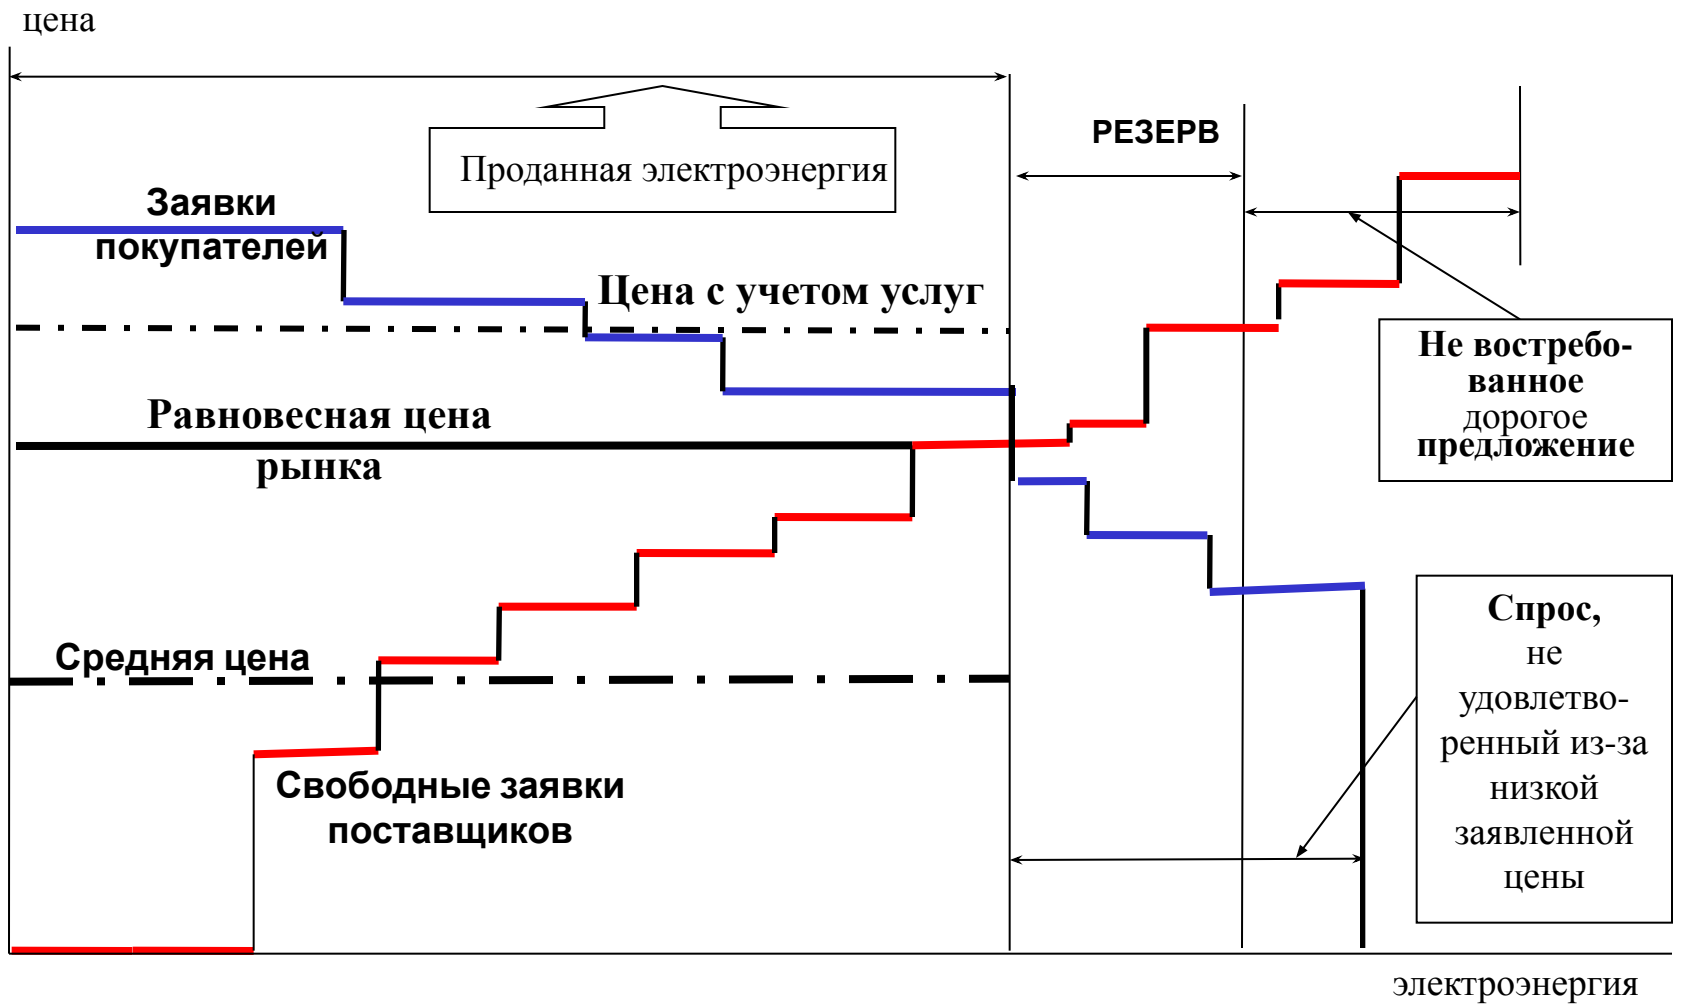 цена
РЕЗЕРВ
Проданная электроэнергия
Заявки
покупателей
Цена с учетом услуг
Не востребо-
ванное
дорогое
предложение
Равновесная цена
рынка
Спрос,
не
удовлетво-
ренный из-за
низкой
заявленной
цены
Средняя цена
Свободные заявки
поставщиков
электроэнергия